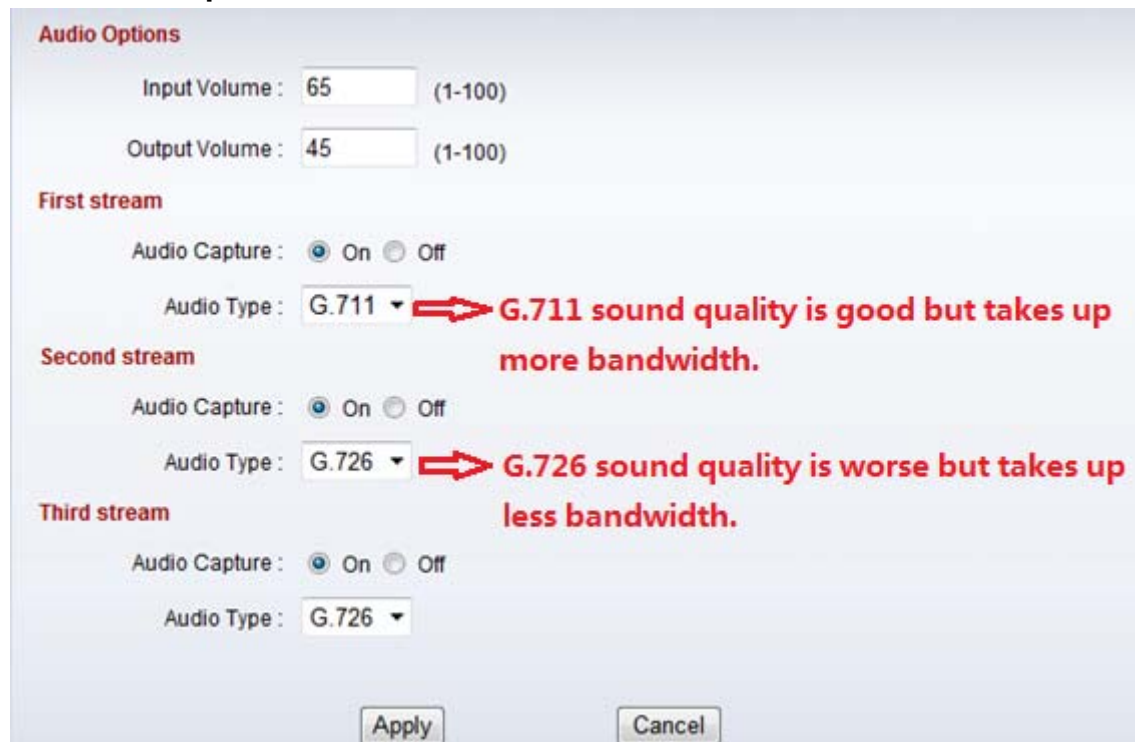 Audio Options
Input Volume : 65 (1-100)
Output Volume : 45 (1-100)
First stream
Audio Capture : On Off
Audio Type : G.711 G.711 sound quality is good but takes up
more bandwidth.
Second stream
Audio Capture : On Off
Audio Type : G.726 G.726 sound quality is worse but takes up
less bandwidth.
Third stream
Audio Capture : On Off
Audio Type : G.726
Apply Cancel